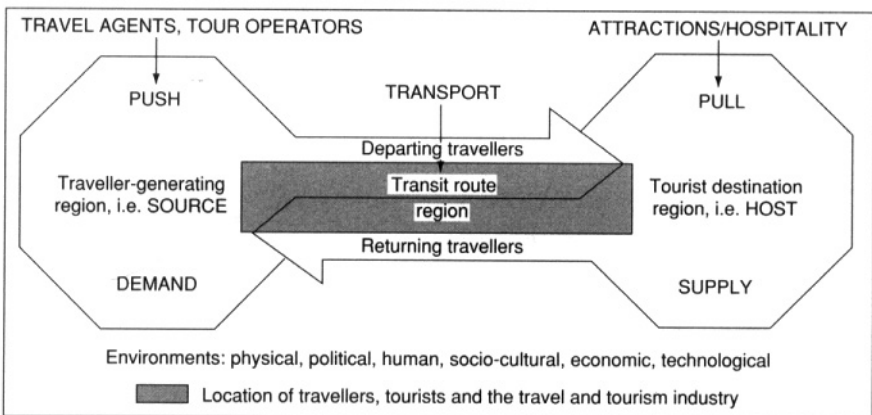 TRAVEL AGENTS, TOUR OPERATORS
ATTRACTIONS/HOSPITALITY
PUSH
TRANSPORT
PULL
Departing travellers
Traveller-generating
region, i.e. SOURCE
Transit route
region
Tourist destination
region, i.e. HOST
Returning travellers
DEMAND
SUPPLY
Environments: physical, political, human, socio-cultural, economic, technological
Location of travellers, tourists and the travel and tourism industry